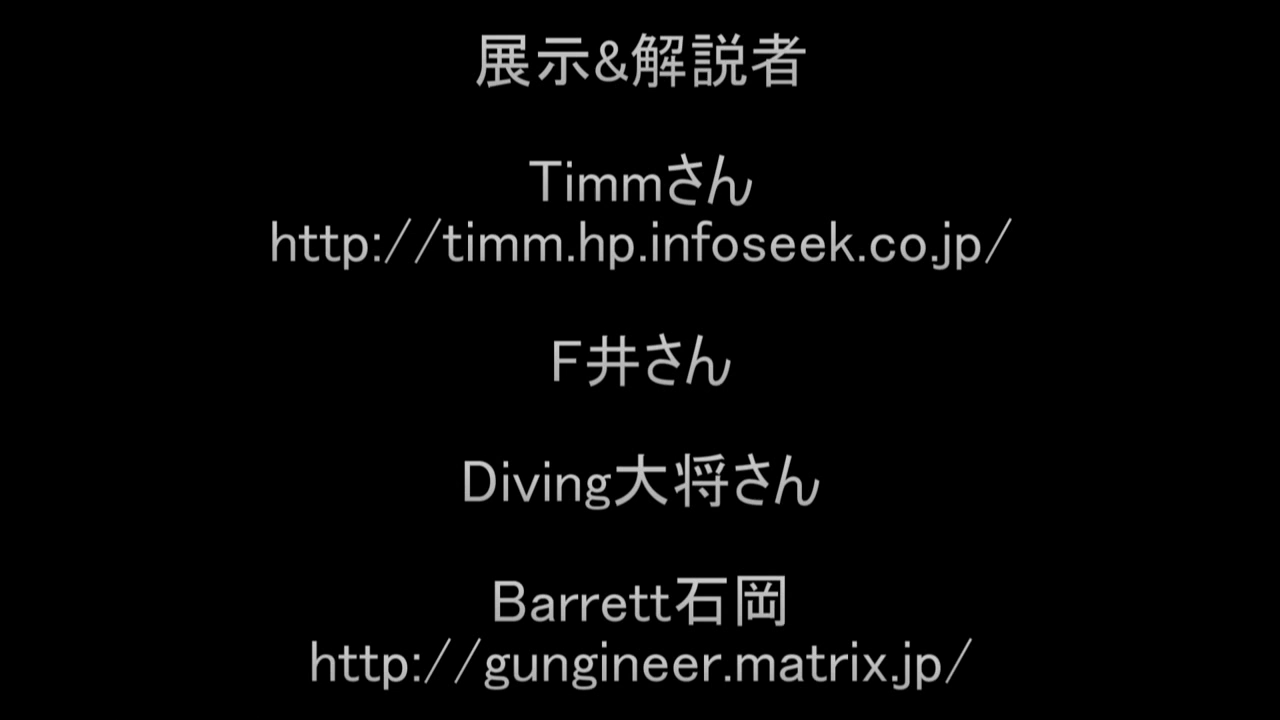 展示&解説者
Timmさん
http://timm.hp.infoseek.co.jp/
F井さん
Diving大将さん
Barrett石岡
http://gungineer.matrix.jp/